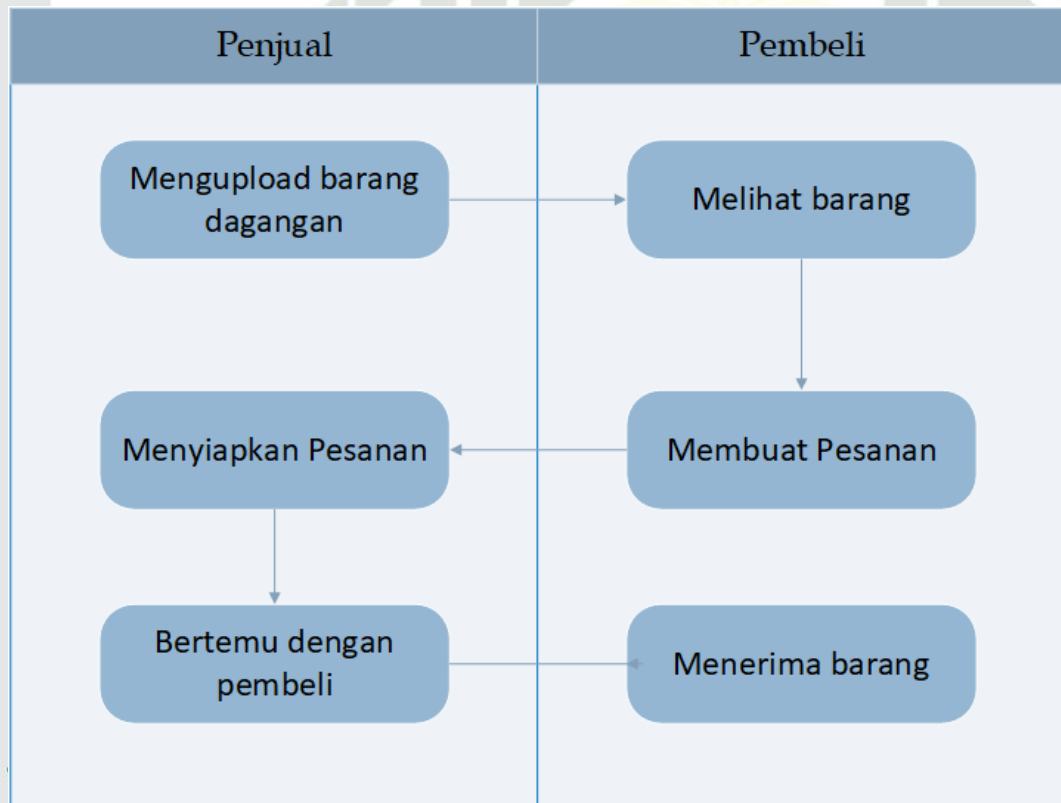 Penjual
Pembeli
Mengupload barang
dagangan
Melihat barang
Menyiapkan Pesanan
Membuat Pesanan
Bertemu dengan
pembeli
Menerima barang